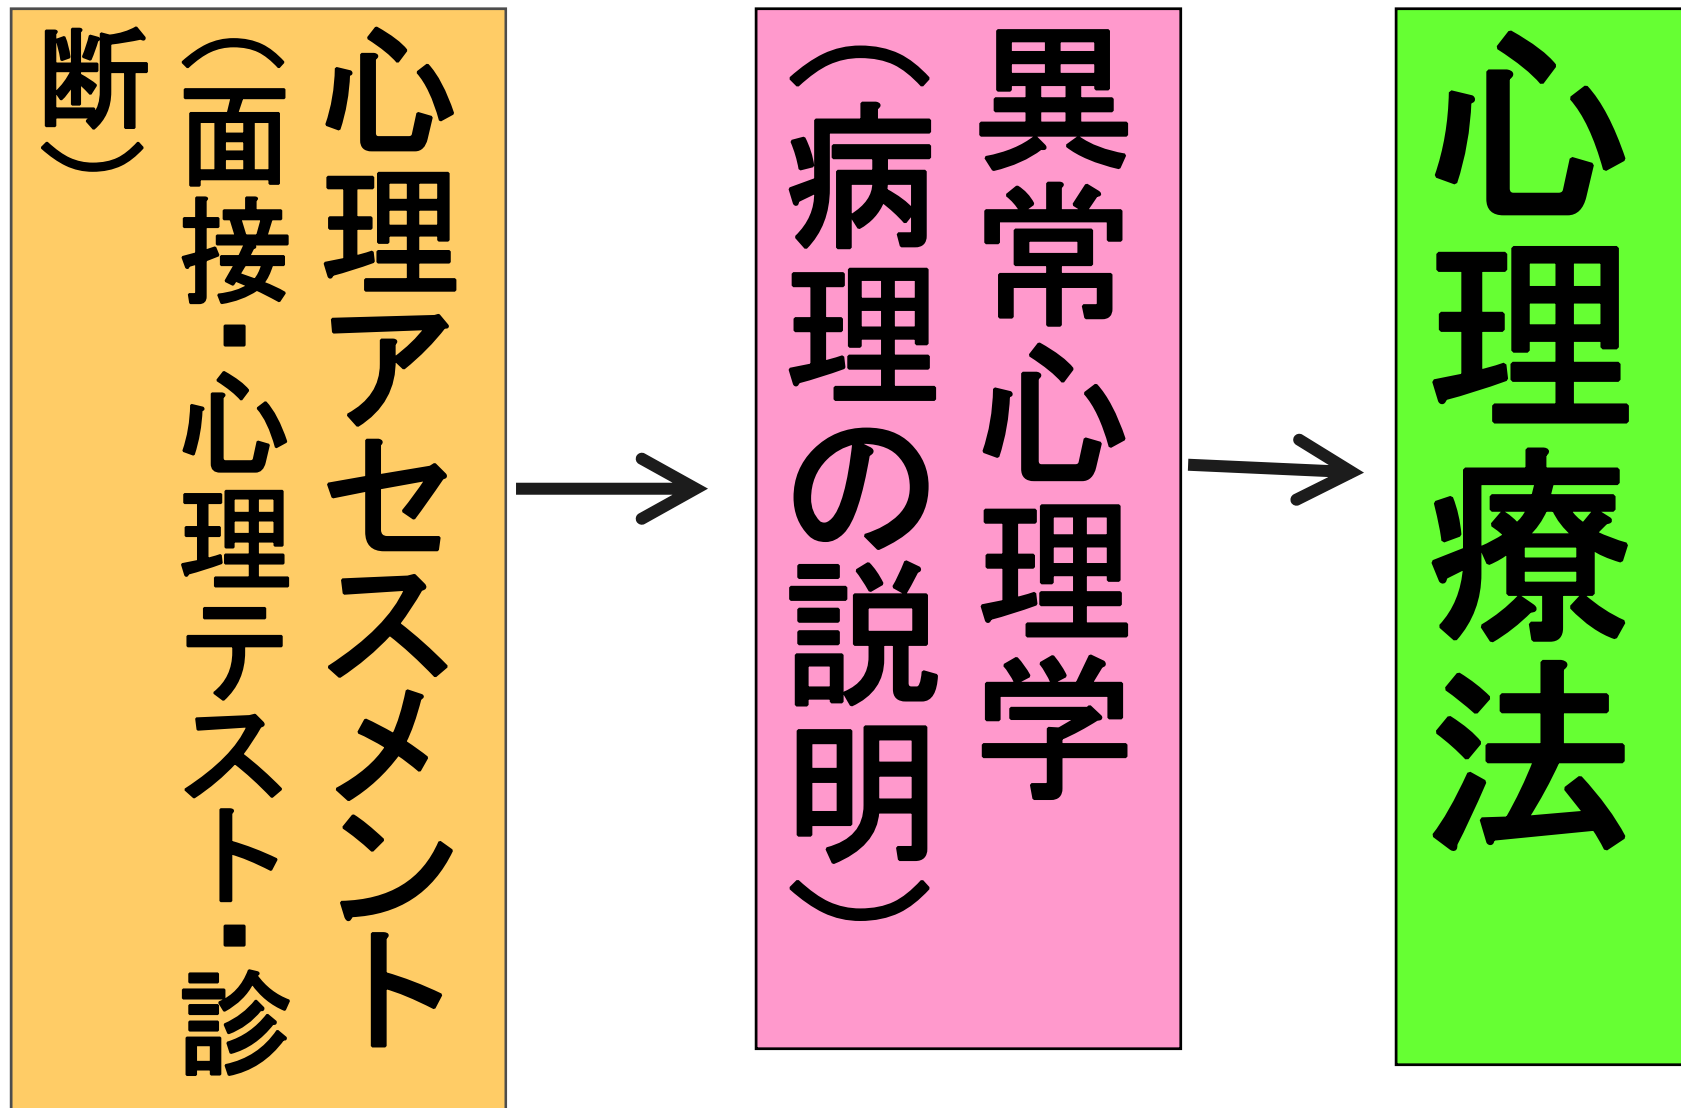 心理アセスメント
（面接・心理テスト・診
断）
異常心理学
（病理の説明）
心理療法